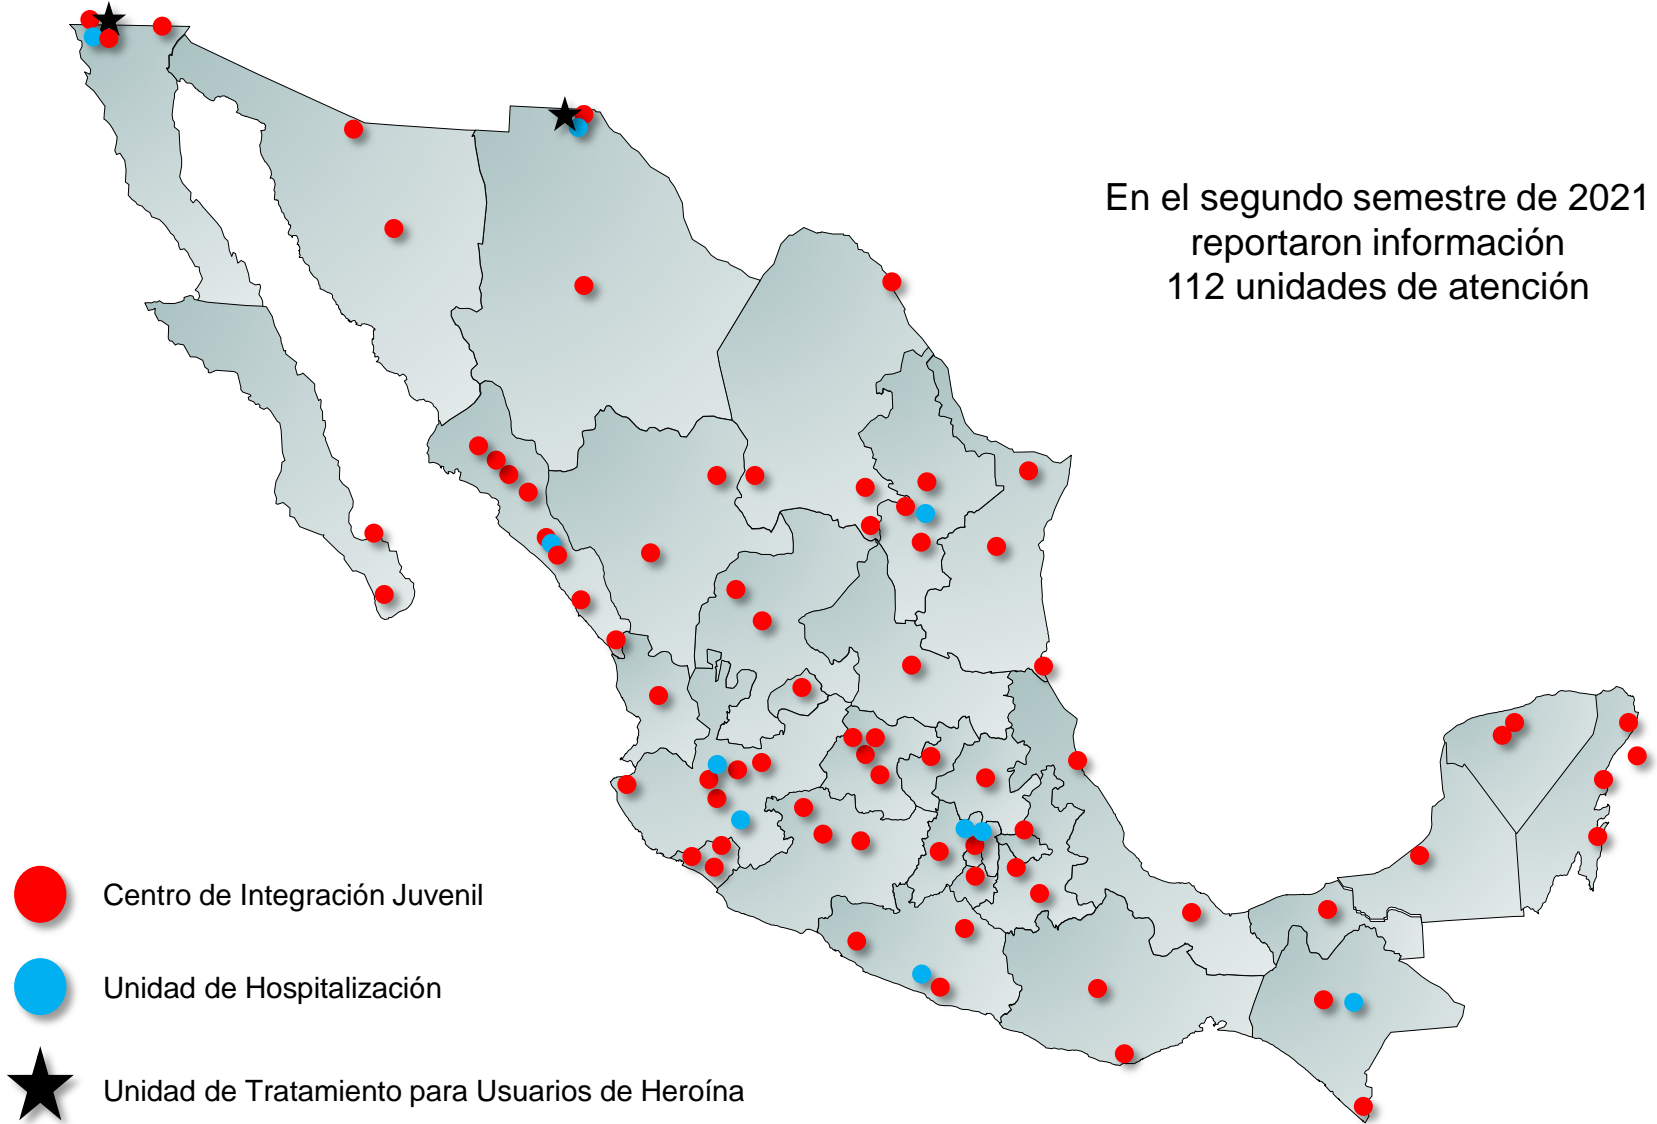 En el segundo semestre de 2021
reportaron información
112 unidades de atención
Centro de Integración Juvenil
Unidad de Hospitalización
Unidad de Tratamiento para Usuarios de Heroína